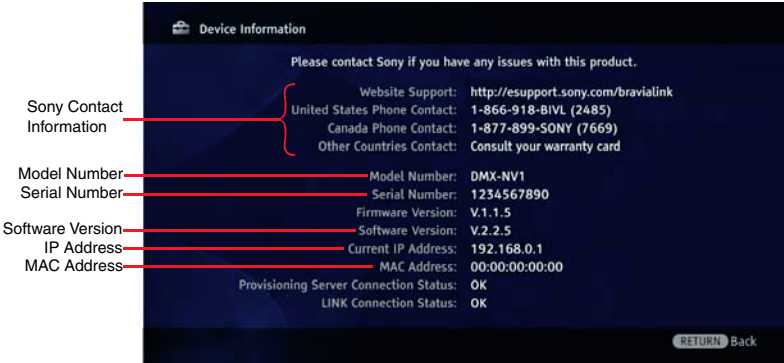 Device Information
Please contact Sony if you have any issues with this product.
Sony Contact
Information
Website Support: http://esupport.sony.com/bravialink
United States Phone Contact: 1-866-918-BIVL (2485)
Canada Phone Contact: 1-877-899-SONY (7669)
Other Countries Contact: Consult your warranty card
Model Number Model Number: DMX-NV1
Serial Number Serial Number: 1234567890
Firmware Version: V.1.1.5
Software Version Software Version: V.2.2.5
IP Address Current IP Address: 192.168.0.1
MAC Address MAC Address: 00:00:00:00:00
Provisioning Server Connection Status: OK
LINK Connection Status: OK
RETURN Back